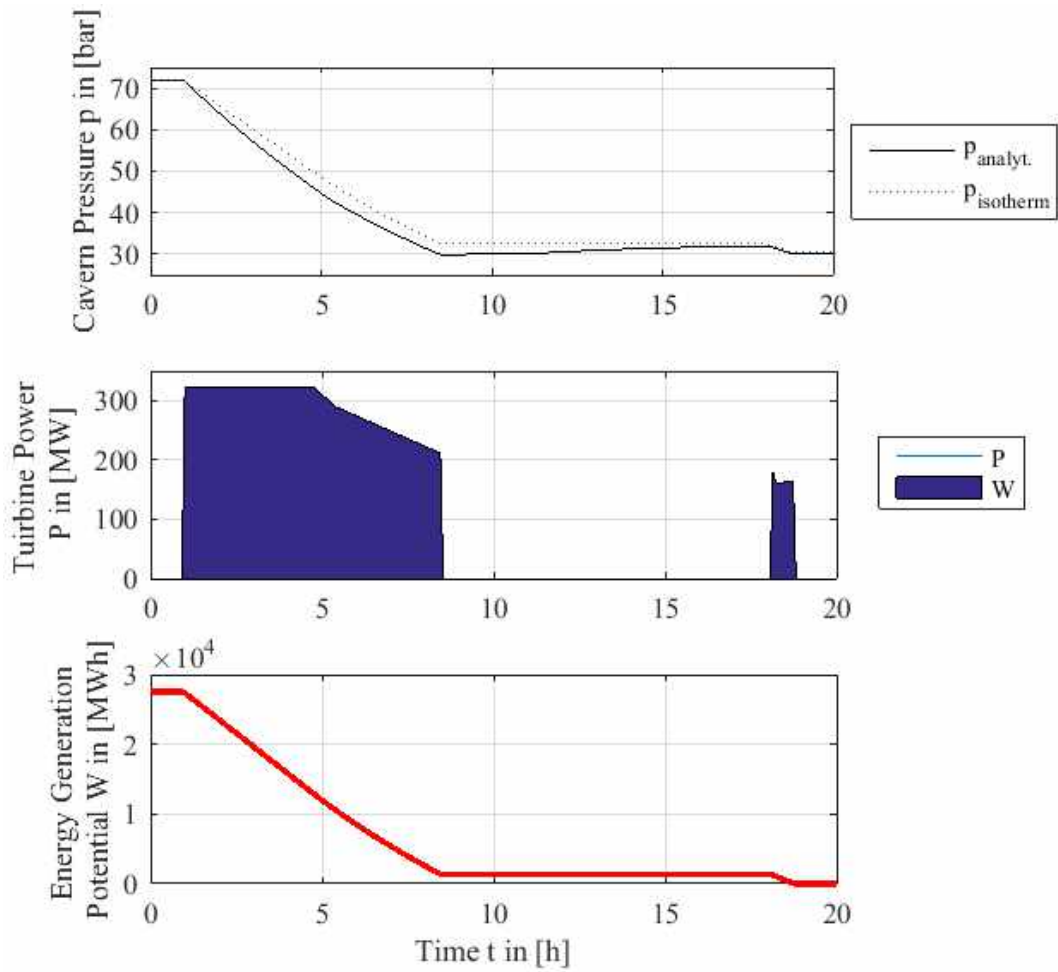 Cavern Pressure p in [bar]
70
60
50
40
30
0 5 10 15 20
p analyt.
p isotherm
Tuirbine Power
P in [MW]
300
200
100
0
0 5 10 15 20
P
W
Energy Generation
Potential W in [MWh]
×10^4
3
2
1
0
0 5 10 15 20
Time t in [h]